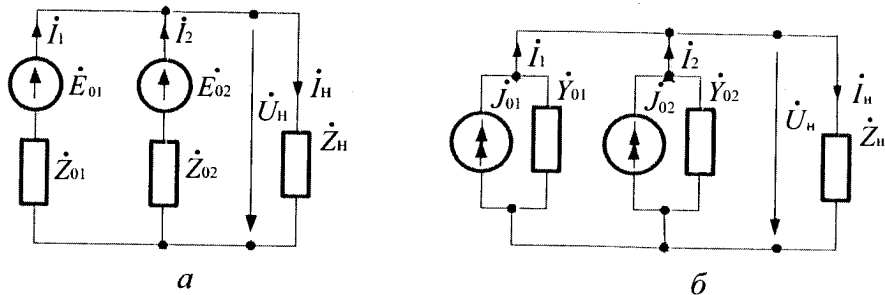 İ₁ İ₂
Ė₀₁ Ė₀₂ İн
U̇н
Ż₀₁ Ż₀₂ Żн
а
İ₁ İ₂
J̇₀₁ Ẏ₀₁ J̇₀₂ Ẏ₀₂ İн
U̇н Żн
б